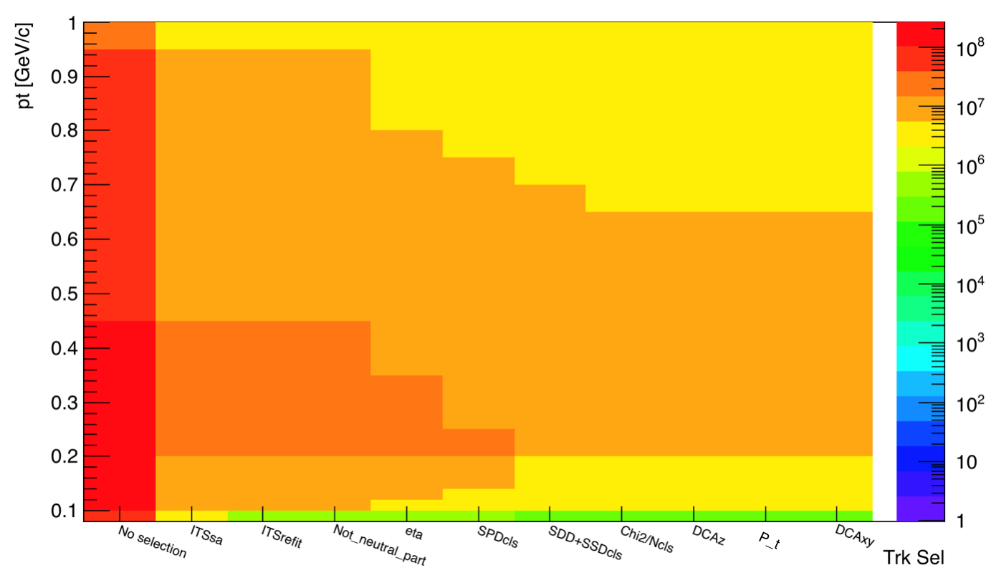 pt [GeV/c]
1
0.9
0.8
0.7
0.6
0.5
0.4
0.3
0.2
0.1
No selection
ITSsa
ITSrefit
Not_neutral_part
eta
SPDcls
SDD+SSDcls
Chi2/Ncls
DCAz
P_t
DCAxy
Trk Sel
10⁸
10⁷
10⁶
10⁵
10⁴
10³
10²
10
1